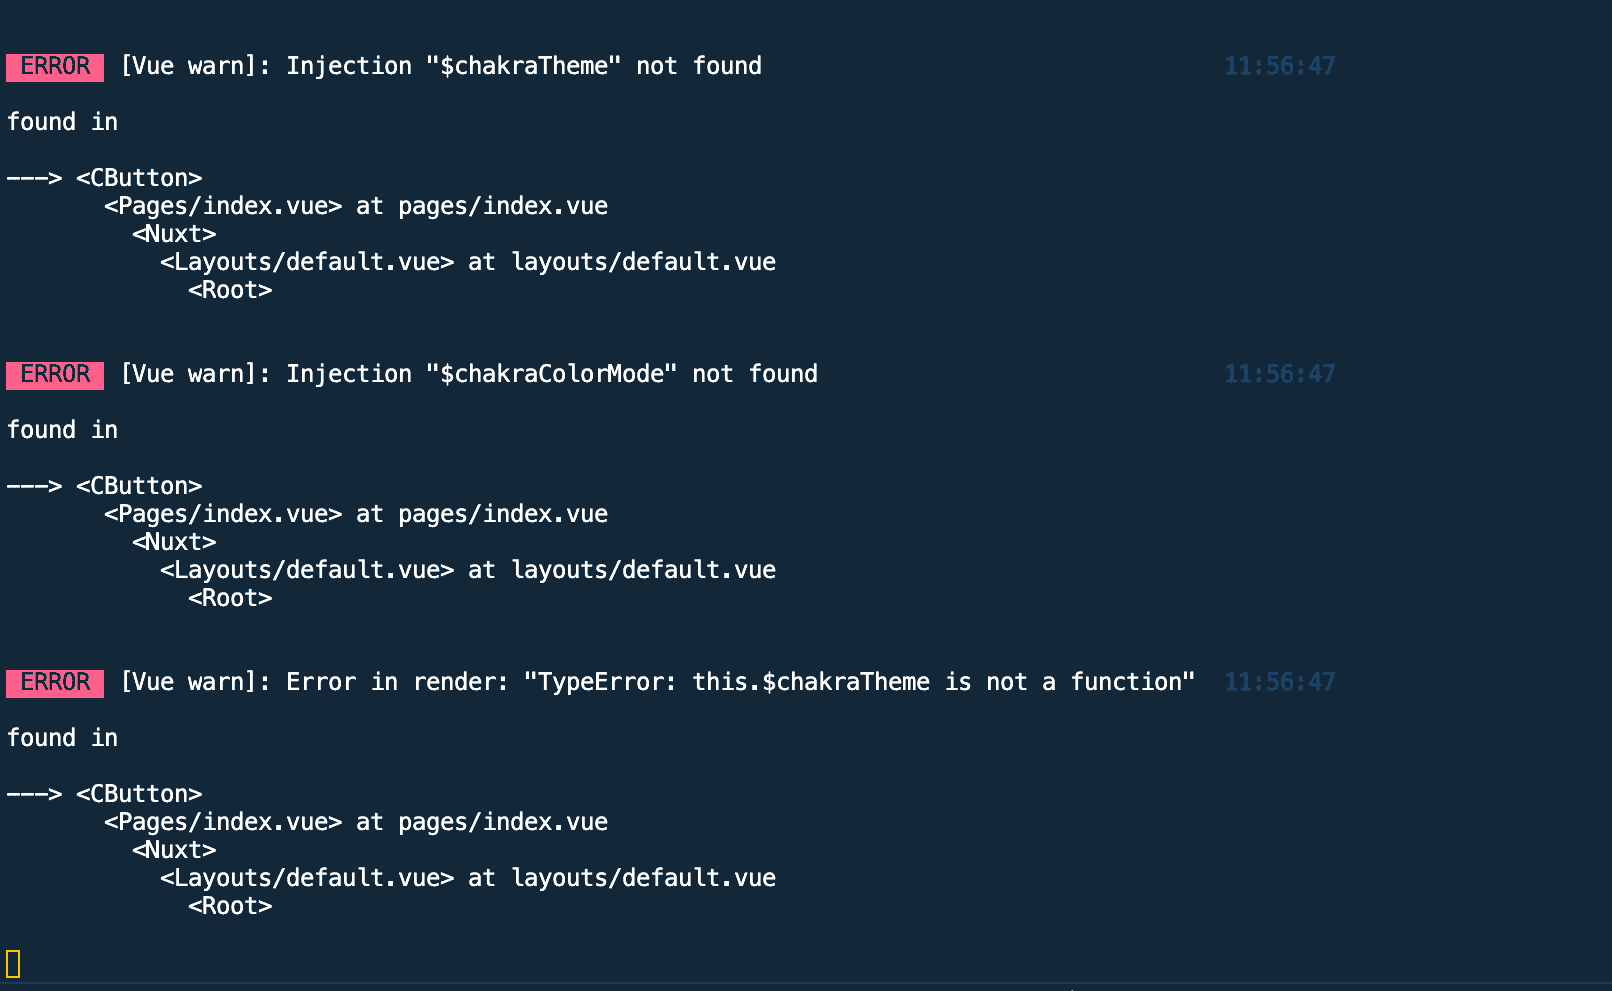 ERROR [Vue warn]: Injection "$chakraTheme" not found 11:56:47
found in
---> <CButton>
<Pages/index.vue> at pages/index.vue
<Nuxt>
<Layouts/default.vue> at layouts/default.vue
<Root>
ERROR [Vue warn]: Injection "$chakraColorMode" not found 11:56:47
found in
---> <CButton>
<Pages/index.vue> at pages/index.vue
<Nuxt>
<Layouts/default.vue> at layouts/default.vue
<Root>
ERROR [Vue warn]: Error in render: "TypeError: this.$chakraTheme is not a function" 11:56:47
found in
---> <CButton>
<Pages/index.vue> at pages/index.vue
<Nuxt>
<Layouts/default.vue> at layouts/default.vue
<Root>